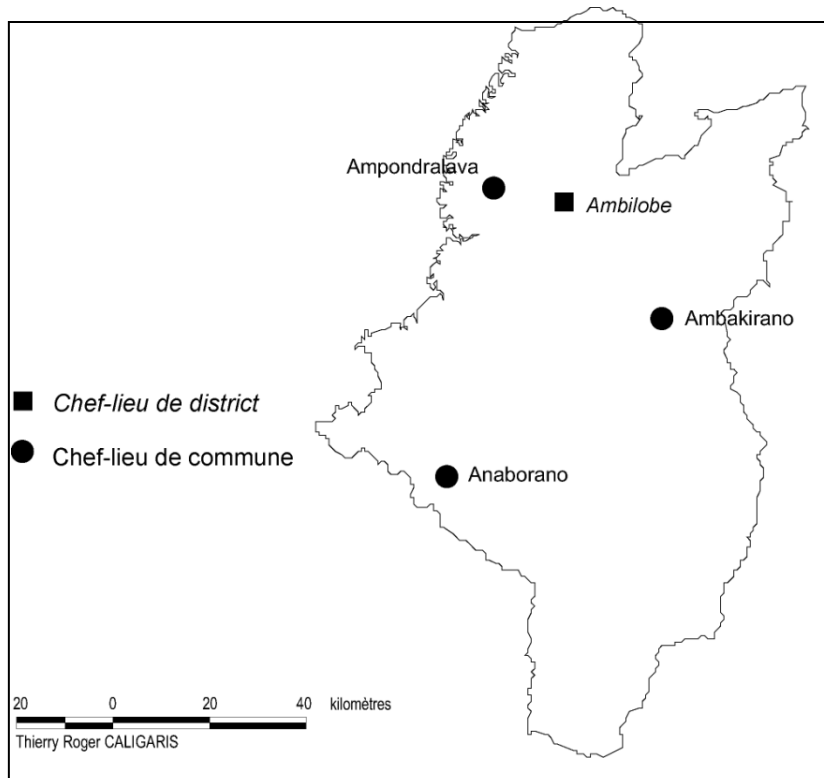 Ampondralava
Ambilobe
Ambakirano
Chef-lieu de district
Chef-lieu de commune
Anaborano
20 0 20 40 kilomètres
Thierry Roger CALIGARIS